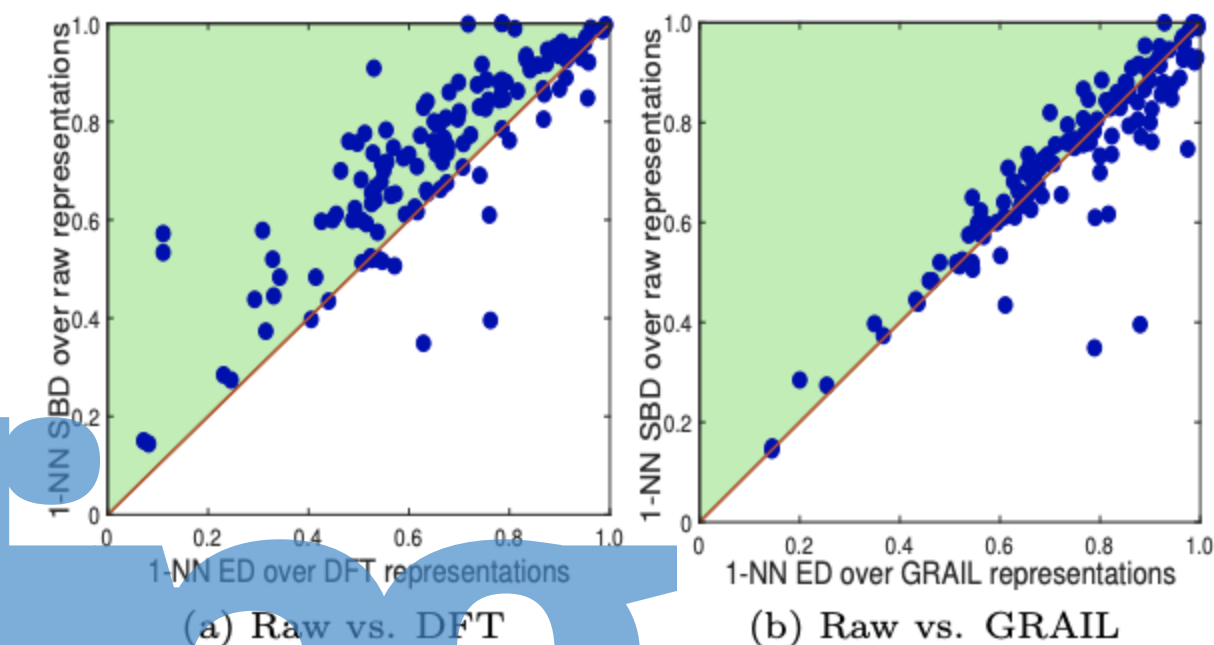 1-NN SBD over raw representations
1.0
0.8
0.6
0.4
0.2
0
0 0.2 0.4 0.6 0.8 1.0
1-NN ED over DFT representations
(a) Raw vs. DFT
1-NN SBD over raw representations
1.0
0.8
0.6
0.4
0.2
0
0 0.2 0.4 0.6 0.8 1.0
1-NN ED over GRAIL representations
(b) Raw vs. GRAIL